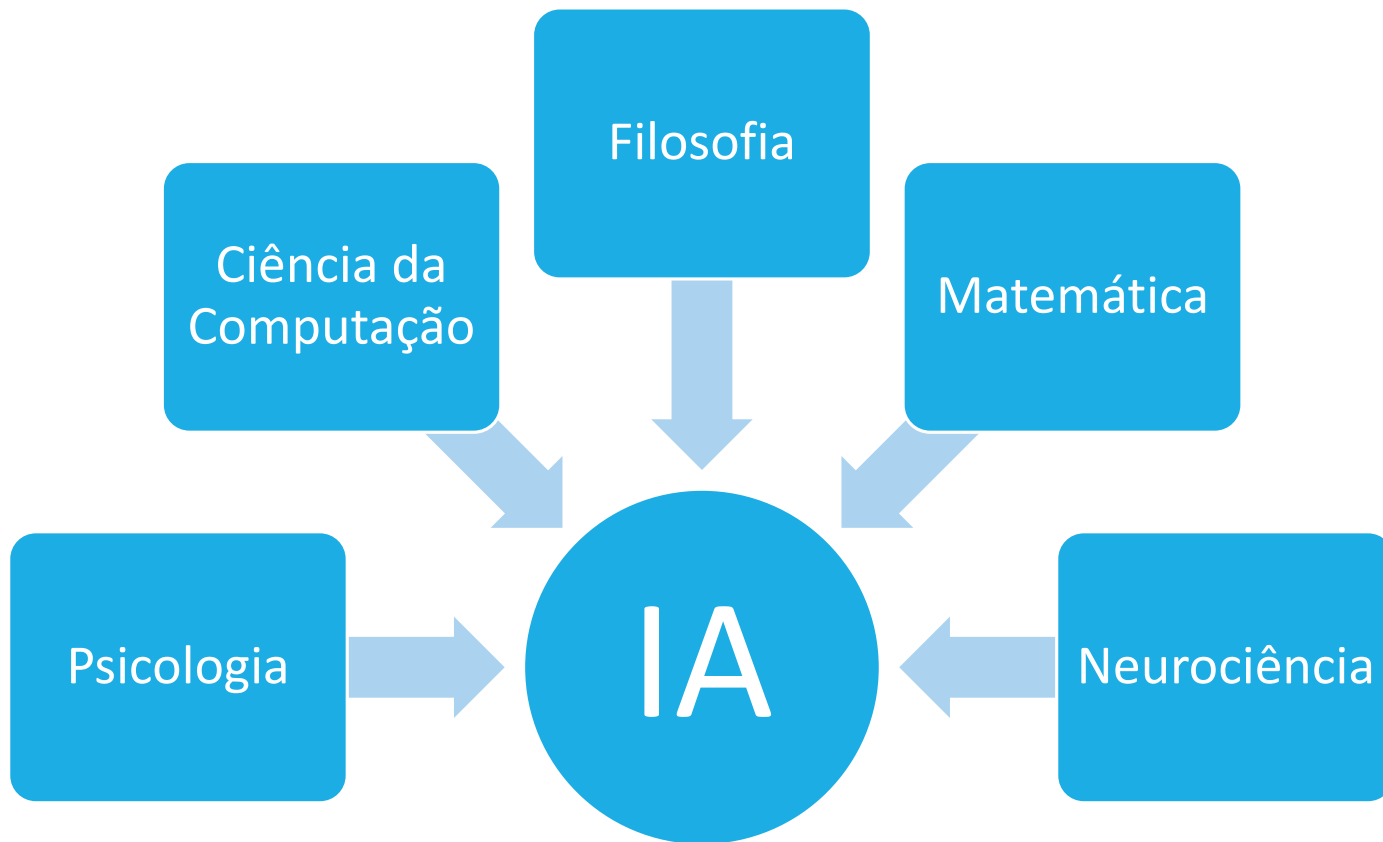 Filosofia
Ciência da
Computação
Matemática
Psicologia
IA
Neurociência